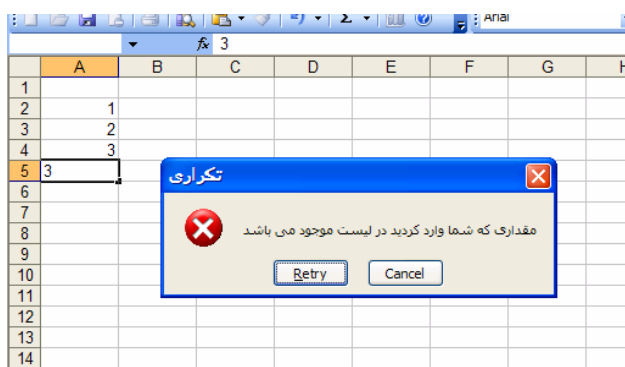 Arial
fx 3
A B C D E F G H
1
2 1
3 2
4 3
5 3
6
7
8
9
10
11
12
13
14
تکراری
مقداری که شما وارد کردید در لیست موجود می باشد
Retry Cancel